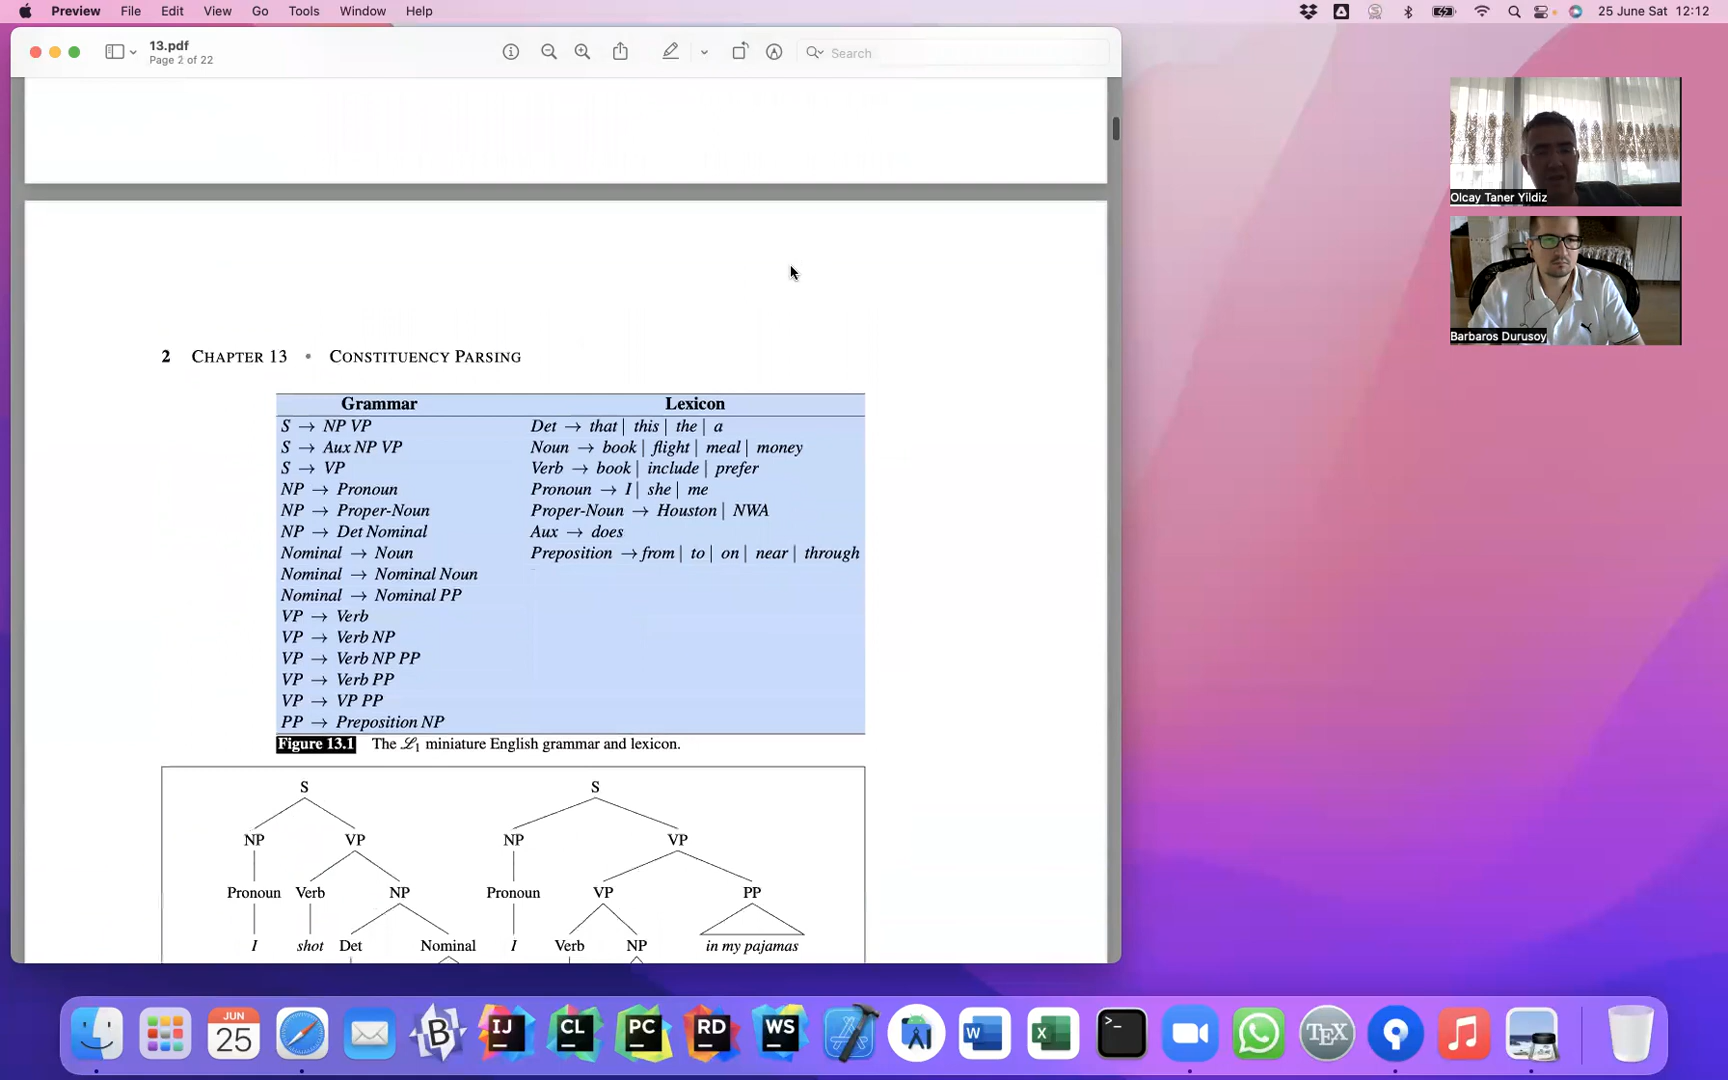 Preview File Edit View Go Tools Window Help 25 June Sat 12:12
13.pdf
Page 2 of 22
Search
Olcay Taner Yildiz
Barbaros Durusoy
2 CHAPTER 13 • CONSTITUENCY PARSING
Grammar Lexicon
S → NP VP Det → that | this | the | a
S → Aux NP VP Noun → book | flight | meal | money
S → VP Verb → book | include | prefer
NP → Pronoun Pronoun → I | she | me
NP → Proper-Noun Proper-Noun → Houston | NWA
NP → Det Nominal Aux → does
Nominal → Noun Preposition → from | to | on | near | through
Nominal → Nominal Noun
Nominal → Nominal PP
VP → Verb
VP → Verb NP
VP → Verb NP PP
VP → Verb PP
VP → VP PP
PP → Preposition NP
Figure 13.1 The ℒ1 miniature English grammar and lexicon.
S S
NP VP NP VP
Pronoun Verb NP Pronoun VP PP
I shot Det Nominal I Verb NP in my pajamas
JUN
25
B IJ CL PC RD WS W X >_ TEX